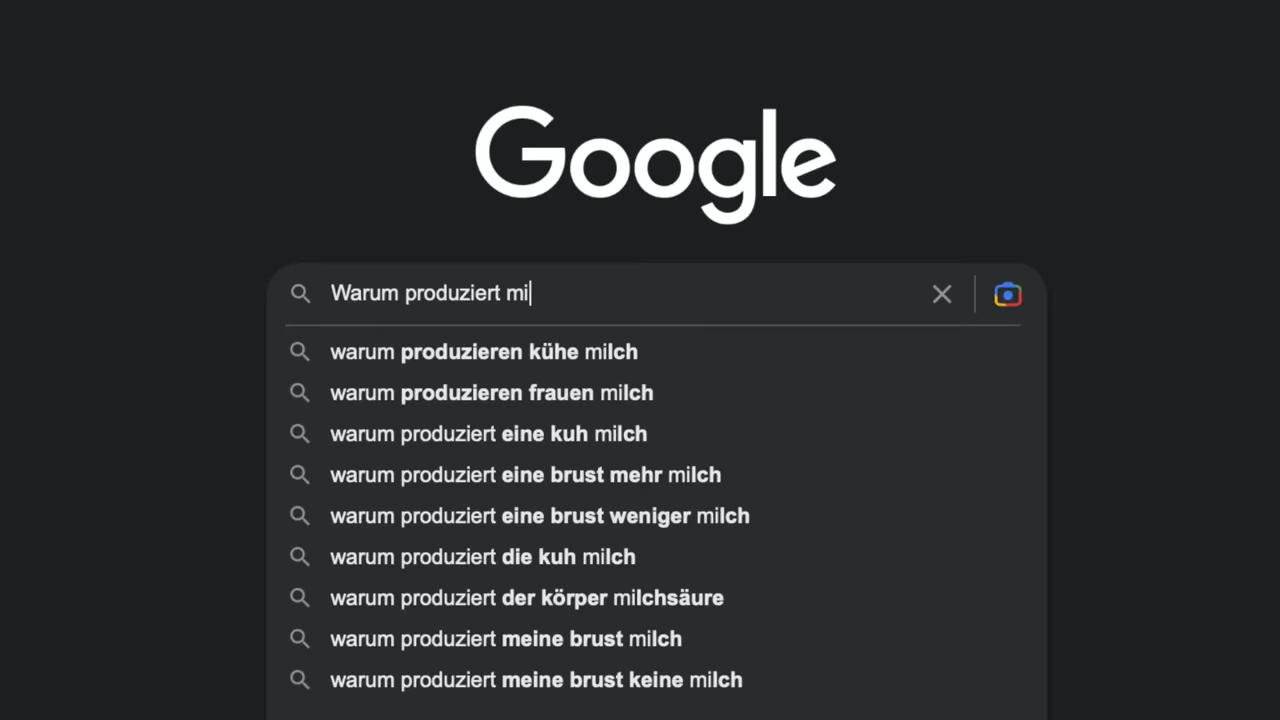 Google
Warum produziert mi
warum produzieren kühe milch
warum produzieren frauen milch
warum produziert eine kuh milch
warum produziert eine brust mehr milch
warum produziert eine brust weniger milch
warum produziert die kuh milch
warum produziert der körper milchsäure
warum produziert meine brust milch
warum produziert meine brust keine milch